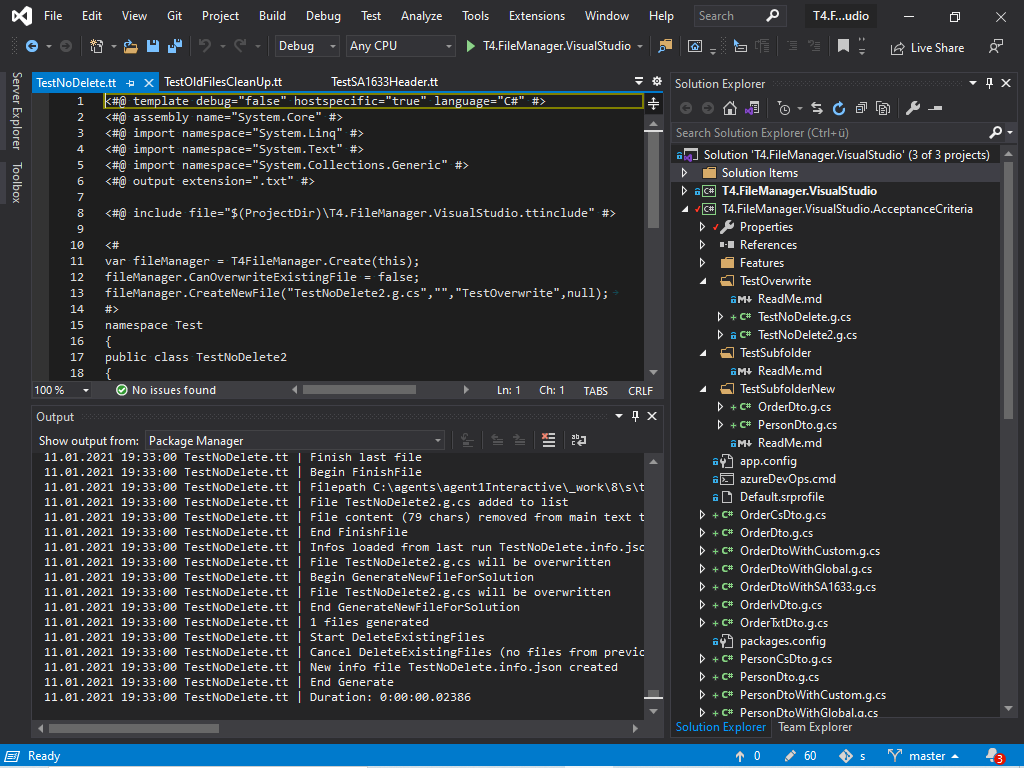 File Edit View Git Project Build Debug Test Analyze Tools Extensions Window Help Search T4.F...udio
Debug Any CPU T4.FileManager.VisualStudio Live Share
Server Explorer
Toolbox
TestNoDelete.tt TestOldFilesCleanUp.tt TestSA1633Header.tt
1 <#@ template debug="false" hostspecific="true" language="C#" #>
2 <#@ assembly name="System.Core" #>
3 <#@ import namespace="System.Linq" #>
4 <#@ import namespace="System.Text" #>
5 <#@ import namespace="System.Collections.Generic" #>
6 <#@ output extension=".txt" #>
7
8 <#@ include file="$(ProjectDir)\T4.FileManager.VisualStudio.ttinclude" #>
9
10 <#
11 var fileManager = T4FileManager.Create(this);
12 fileManager.CanOverwriteExistingFile = false;
13 fileManager.CreateNewFile("TestNoDelete2.g.cs","","TestOverwrite",null);
14 #>
15 namespace Test
16 {
17 public class TestNoDelete2
18 {
100 % No issues found Ln: 1 Ch: 1 TABS CRLF
Output
Show output from: Package Manager
11.01.2021 19:33:00 TestNoDelete.tt | Finish last file
11.01.2021 19:33:00 TestNoDelete.tt | Begin FinishFile
11.01.2021 19:33:00 TestNoDelete.tt | Filepath C:\agents\agent1Interactive\_work\8\s\t
11.01.2021 19:33:00 TestNoDelete.tt | File TestNoDelete2.g.cs added to list
11.01.2021 19:33:00 TestNoDelete.tt | File content (79 chars) removed from main text t
11.01.2021 19:33:00 TestNoDelete.tt | End FinishFile
11.01.2021 19:33:00 TestNoDelete.tt | Infos loaded from last run TestNoDelete.info.jso
11.01.2021 19:33:00 TestNoDelete.tt | File TestNoDelete2.g.cs will be overwritten
11.01.2021 19:33:00 TestNoDelete.tt | Begin GenerateNewFileForSolution
11.01.2021 19:33:00 TestNoDelete.tt | File TestNoDelete2.g.cs will be overwritten
11.01.2021 19:33:00 TestNoDelete.tt | End GenerateNewFileForSolution
11.01.2021 19:33:00 TestNoDelete.tt | 1 files generated
11.01.2021 19:33:00 TestNoDelete.tt | Start DeleteExistingFiles
11.01.2021 19:33:00 TestNoDelete.tt | Cancel DeleteExistingFiles (no files from previo
11.01.2021 19:33:00 TestNoDelete.tt | New info file TestNoDelete.info.json created
11.01.2021 19:33:00 TestNoDelete.tt | End Generate
11.01.2021 19:33:00 TestNoDelete.tt | Duration: 0:00:00.02386
Solution Explorer
Search Solution Explorer (Ctrl+ü)
Solution 'T4.FileManager.VisualStudio' (3 of 3 projects)
Solution Items
C# T4.FileManager.VisualStudio
C# T4.FileManager.VisualStudio.AcceptanceCriteria
Properties
References
Features
TestOverwrite
M+ ReadMe.md
+ C# TestNoDelete.g.cs
C# TestNoDelete2.g.cs
TestSubfolder
M+ ReadMe.md
TestSubfolderNew
+ C# OrderDto.g.cs
+ C# PersonDto.g.cs
M+ ReadMe.md
app.config
azureDevOps.cmd
Default.srprofile
+ C# OrderCsDto.g.cs
+ C# OrderDto.g.cs
+ C# OrderDtoWithCustom.g.cs
+ C# OrderDtoWithGlobal.g.cs
+ C# OrderDtoWithSA1633.g.cs
+ C# OrderIvDto.g.cs
+ C# OrderTxtDto.g.cs
packages.config
+ C# PersonCsDto.g.cs
+ C# PersonDto.g.cs
+ C# PersonDtoWithCustom.g.cs
+ C# PersonDtoWithGlobal.g.cs
Solution Explorer Team Explorer
Ready 0 60 s master 3